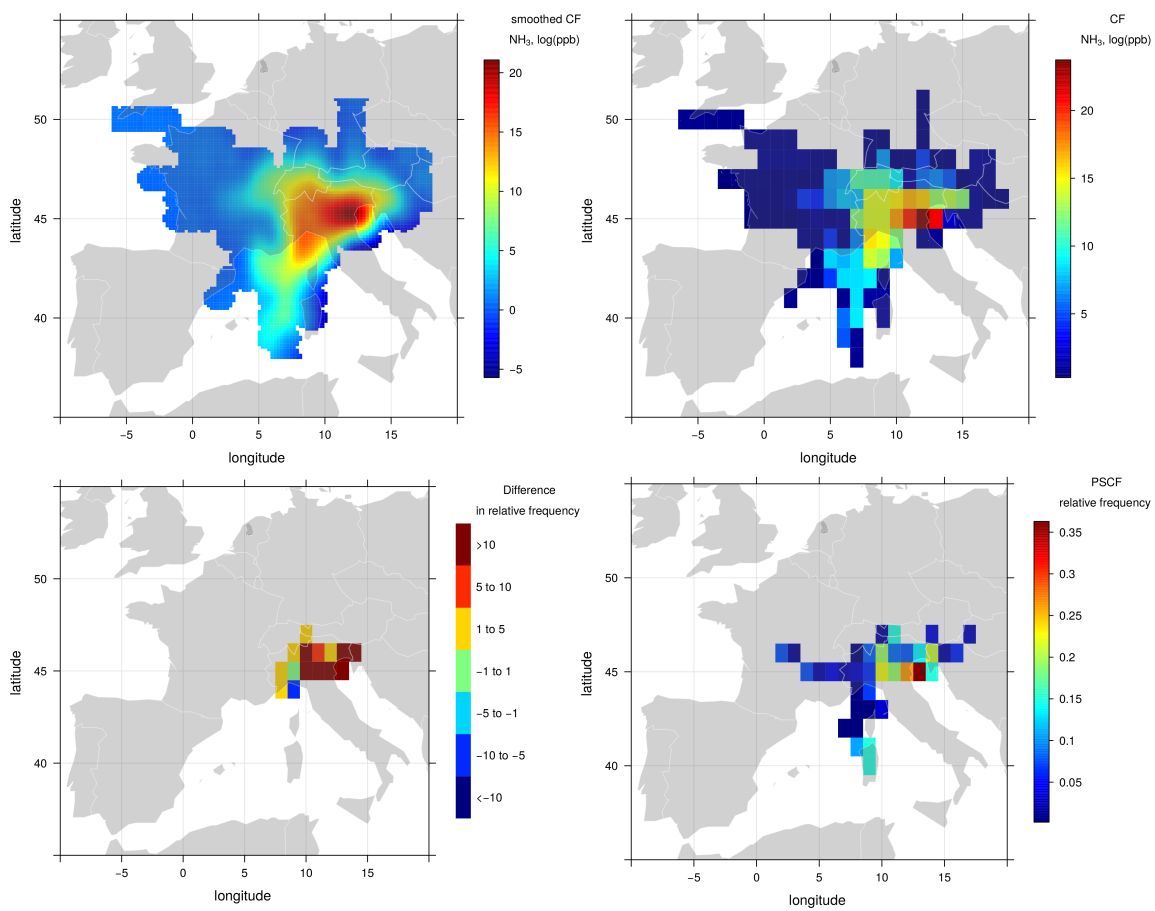 smoothed CF
NH₃, log(ppb)
20
15
10
5
0
−5
50
45
40
latitude
−5 0 5 10 15
longitude
CF
NH₃, log(ppb)
20
15
10
5
50
45
40
latitude
−5 0 5 10 15
longitude
Difference
in relative frequency
>10
5 to 10
1 to 5
−1 to 1
−5 to −1
−10 to −5
<−10
50
45
40
latitude
−5 0 5 10 15
longitude
PSCF
relative frequency
0.35
0.3
0.25
0.2
0.15
0.1
0.05
50
45
40
latitude
−5 0 5 10 15
longitude